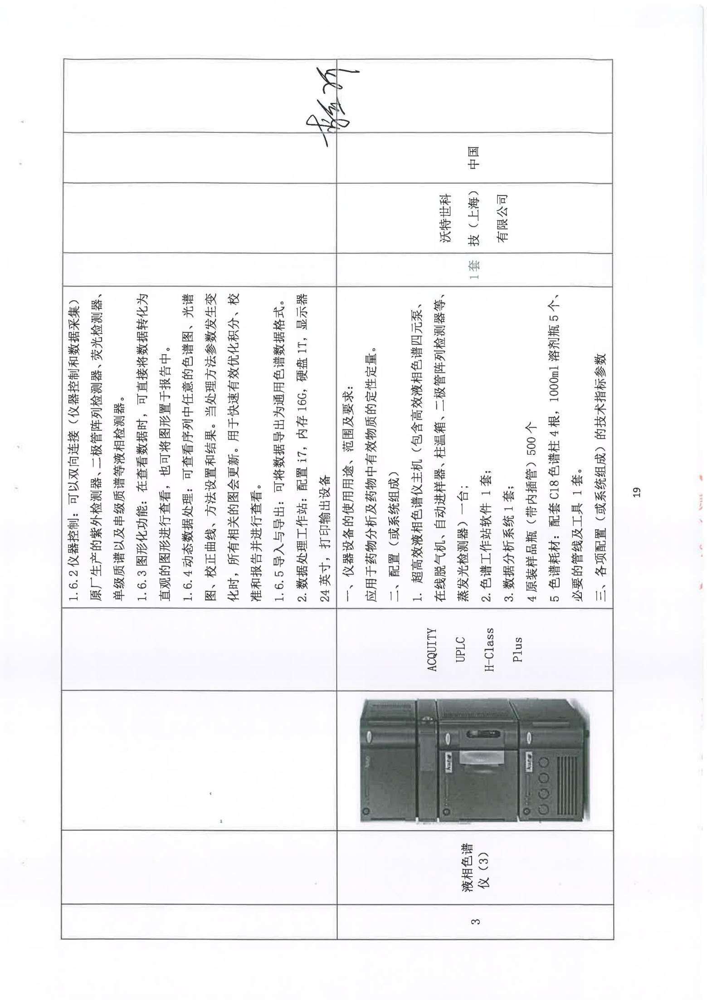 1.6.2 仪器控制：可以双向连接（仪器控制和数据采集）
原厂生产的紫外检测器、二极管阵列检测器、荧光检测器、
单级质谱以及串级质谱等液相检测器。
1.6.3 图形化功能：在查看数据时，可直接将数据转化为
直观的图形进行查看，也可将图形置于报告中。
1.6.4 动态数据处理：可查看序列中任意的色谱图、光谱
图、校正曲线、方法设置和结果。当处理方法参数发生变
化时，所有相关的图会更新。用于快速有效优化积分、校
准和报告并进行查看。
1.6.5 导入与导出：可将数据导出为通用色谱数据格式。
2.数据处理工作站：配置 i7，内存 16G，硬盘 1T，显示器
24 英寸，打印输出设备
3
液相色谱
仪（3）
ACQUITY
UPLC
H-Class
Plus
一、仪器设备的使用用途、范围及要求：
应用于药物分析及药物中有效物质的定性定量。
二、配置（或系统组成）
1. 超高效液相色谱仪主机（包含高效液相色谱四元泵、
在线脱气机、自动进样器、柱温箱、二极管阵列检测器等、
蒸发光检测器）一台；
2.色谱工作站软件 1 套；
3.数据分析系统 1 套；
4 原装样品瓶（带内插管）500 个
5 色谱耗材：配套 C18 色谱柱 4 根，1000ml 溶剂瓶 5 个、
必要的管线及工具 1 套。
三、各项配置（或系统组成）的技术指标参数
1 套
沃特世科
技（上海）
有限公司
中国
19